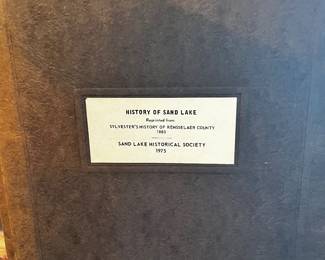 HISTORY OF SAND LAKE
Reprinted from
SYLVESTER'S HISTORY OF RENSSELAER COUNTY
1880
SAND LAKE HISTORICAL SOCIETY
1975